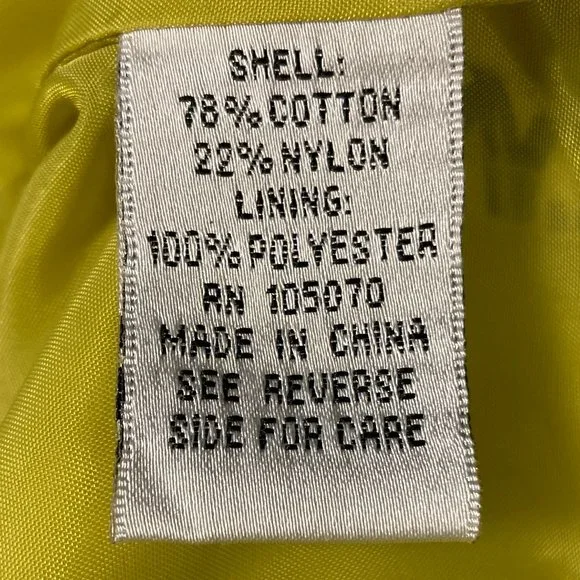 SHELL:
78% COTTON
22% NYLON
LINING:
100% POLYESTER
RN 105070
MADE IN CHINA
SEE REVERSE
SIDE FOR CARE